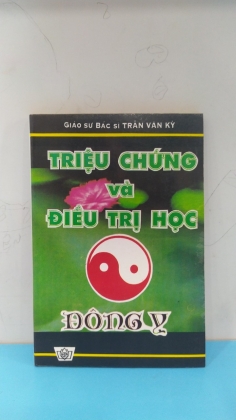 GIÁO SƯ BÁC SĨ TRẦN VĂN KỲ
TRIỆU CHỨNG
và
ĐIỀU TRỊ HỌC
ĐÔNG Y